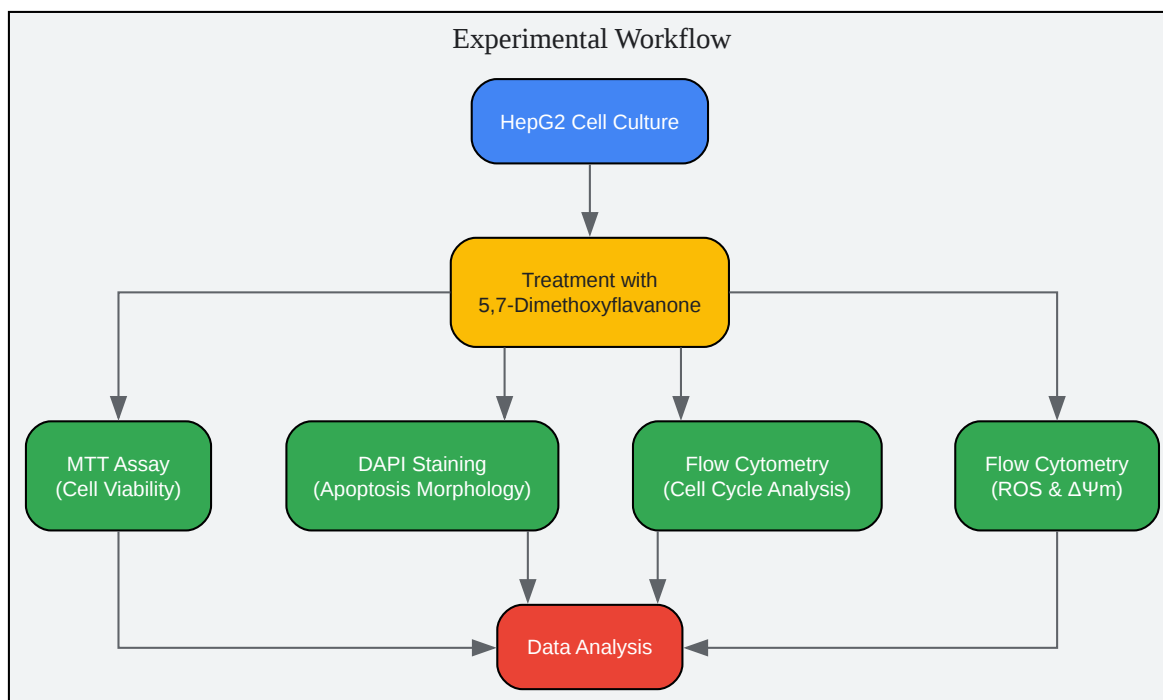 Experimental Workflow
HepG2 Cell Culture
Treatment with
5,7-Dimethoxyflavanone
MTT Assay
(Cell Viability)
DAPI Staining
(Apoptosis Morphology)
Flow Cytometry
(Cell Cycle Analysis)
Flow Cytometry
(ROS & ΔΨm)
Data Analysis